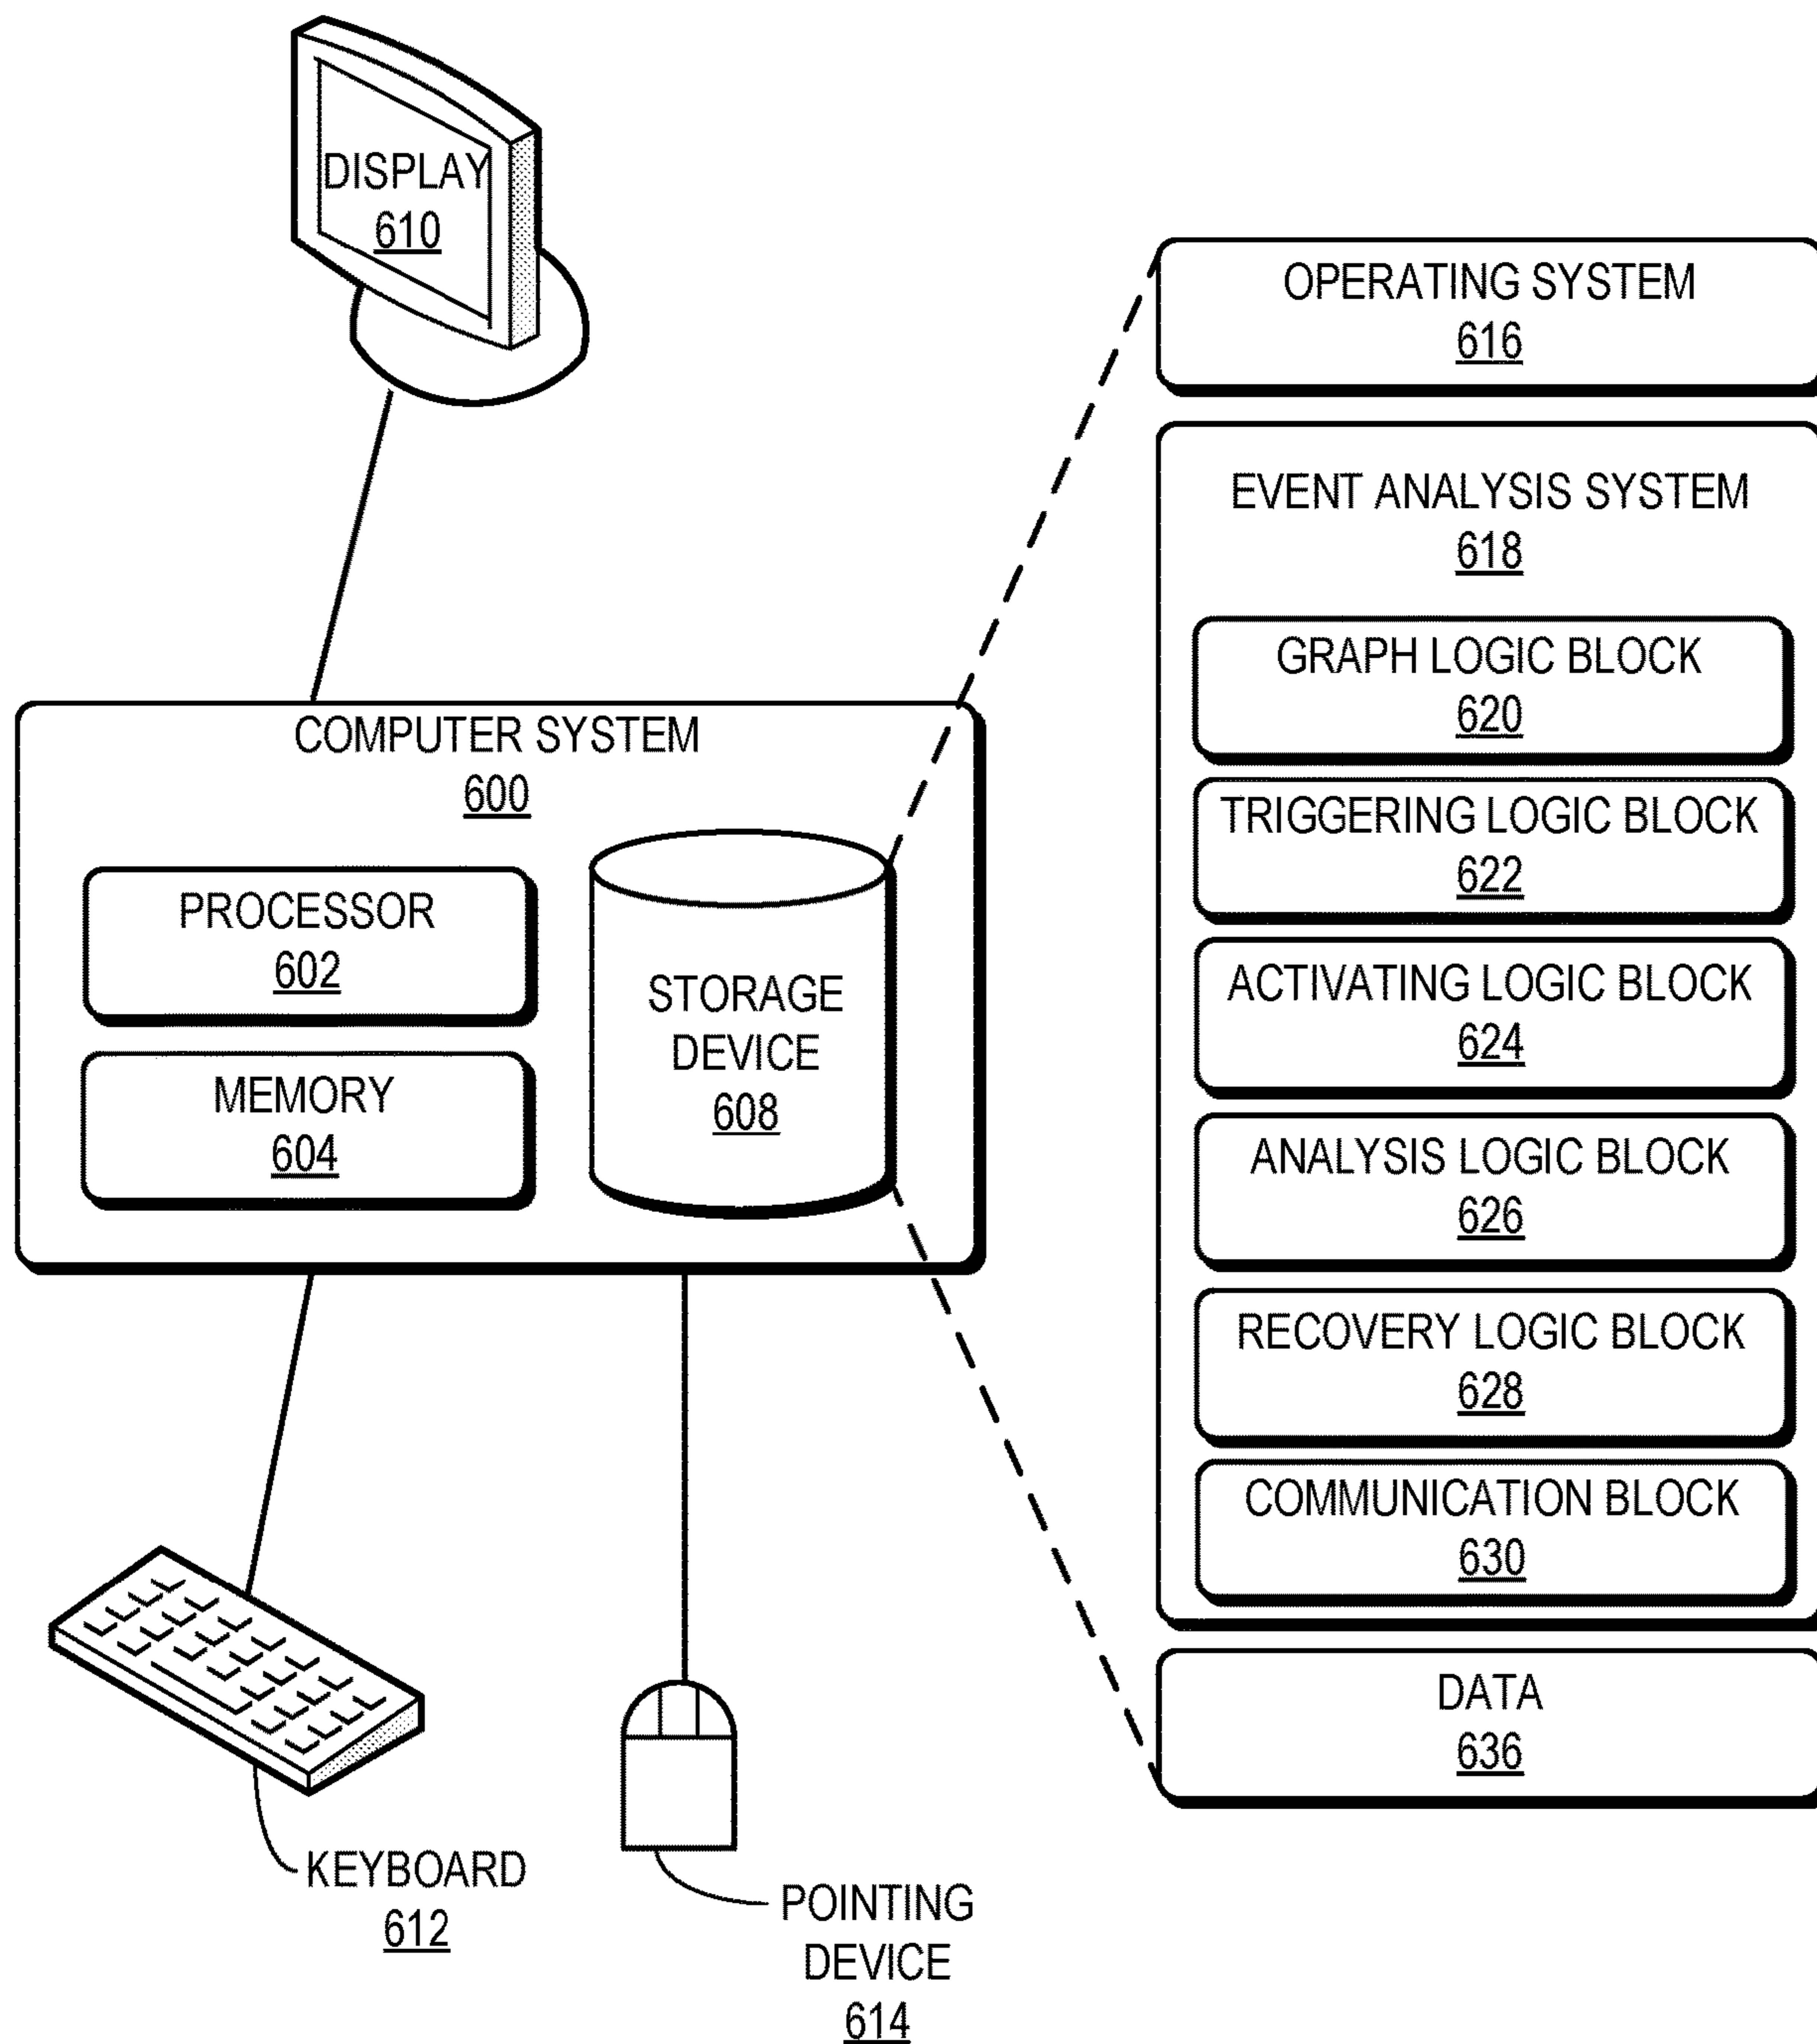 DISPLAY
610
COMPUTER SYSTEM
600
PROCESSOR
602
MEMORY
604
STORAGE
DEVICE
608
KEYBOARD
612
POINTING
DEVICE
614
OPERATING SYSTEM
616
EVENT ANALYSIS SYSTEM
618
GRAPH LOGIC BLOCK
620
TRIGGERING LOGIC BLOCK
622
ACTIVATING LOGIC BLOCK
624
ANALYSIS LOGIC BLOCK
626
RECOVERY LOGIC BLOCK
628
COMMUNICATION BLOCK
630
DATA
636